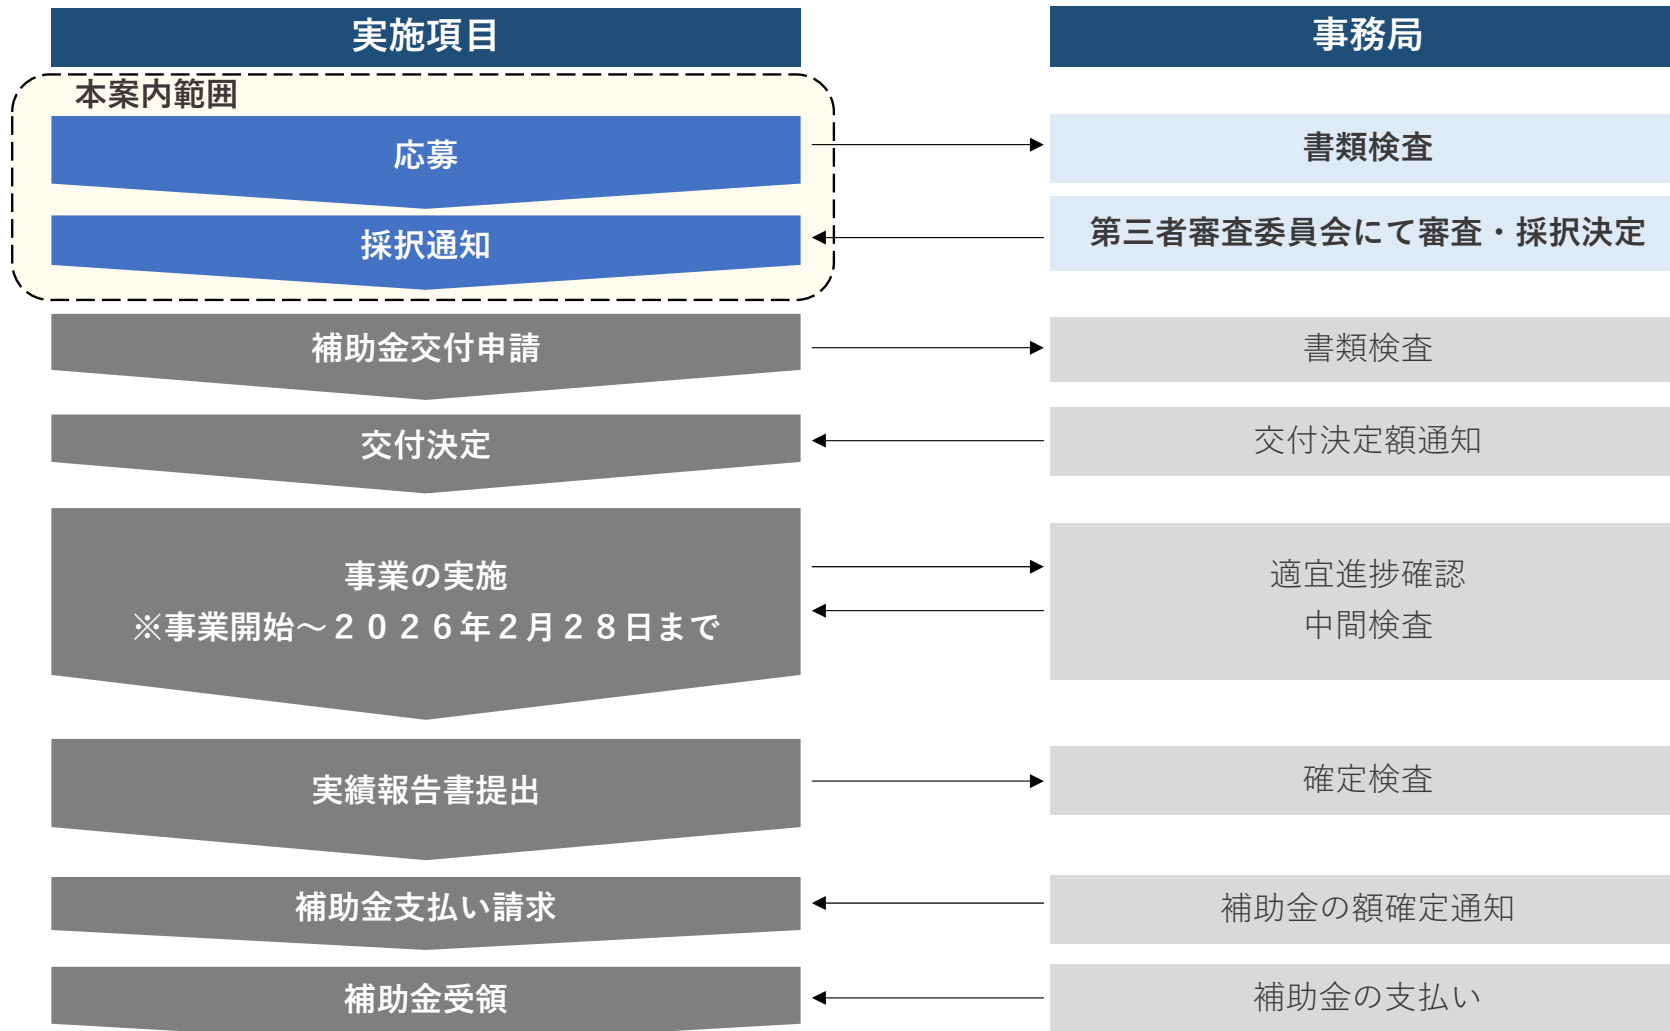 実施項目
事務局
本案内範囲
応募
書類検査
採択通知
第三者審査委員会にて審査・採択決定
補助金交付申請
書類検査
交付決定
交付決定額通知
事業の実施
※事業開始～２０２６年２月２８日まで
適宜進捗確認
中間検査
実績報告書提出
確定検査
補助金支払い請求
補助金の額確定通知
補助金受領
補助金の支払い